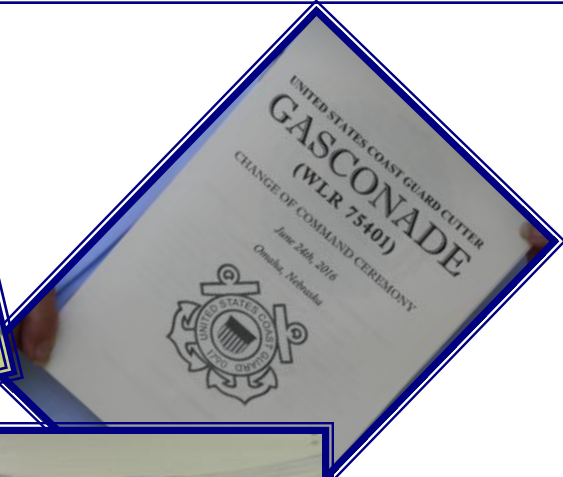 UNITED STATES COAST GUARD CUTTER
GASCONADE
(WLR 75401)
CHANGE OF COMMAND CEREMONY
June 24th, 2016
Omaha, Nebraska
UNITED STATES COAST GUARD
1790